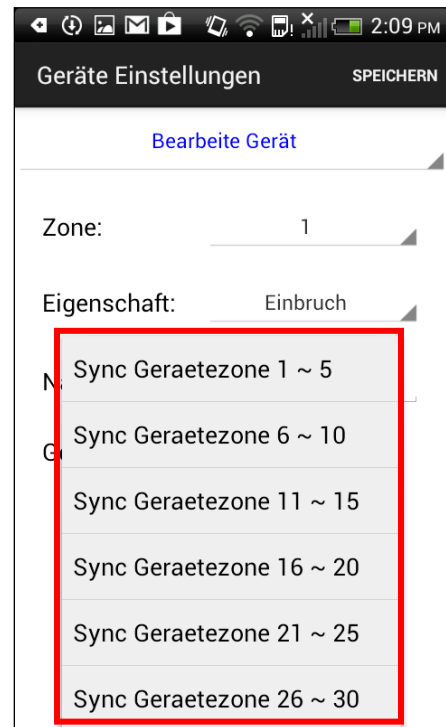 2:09 PM
Geräte Einstellungen SPEICHERN
Bearbeite Gerät
Zone: 1
Eigenschaft: Einbruch
Sync Geraetezone 1 ~ 5
Sync Geraetezone 6 ~ 10
Sync Geraetezone 11 ~ 15
Sync Geraetezone 16 ~ 20
Sync Geraetezone 21 ~ 25
Sync Geraetezone 26 ~ 30